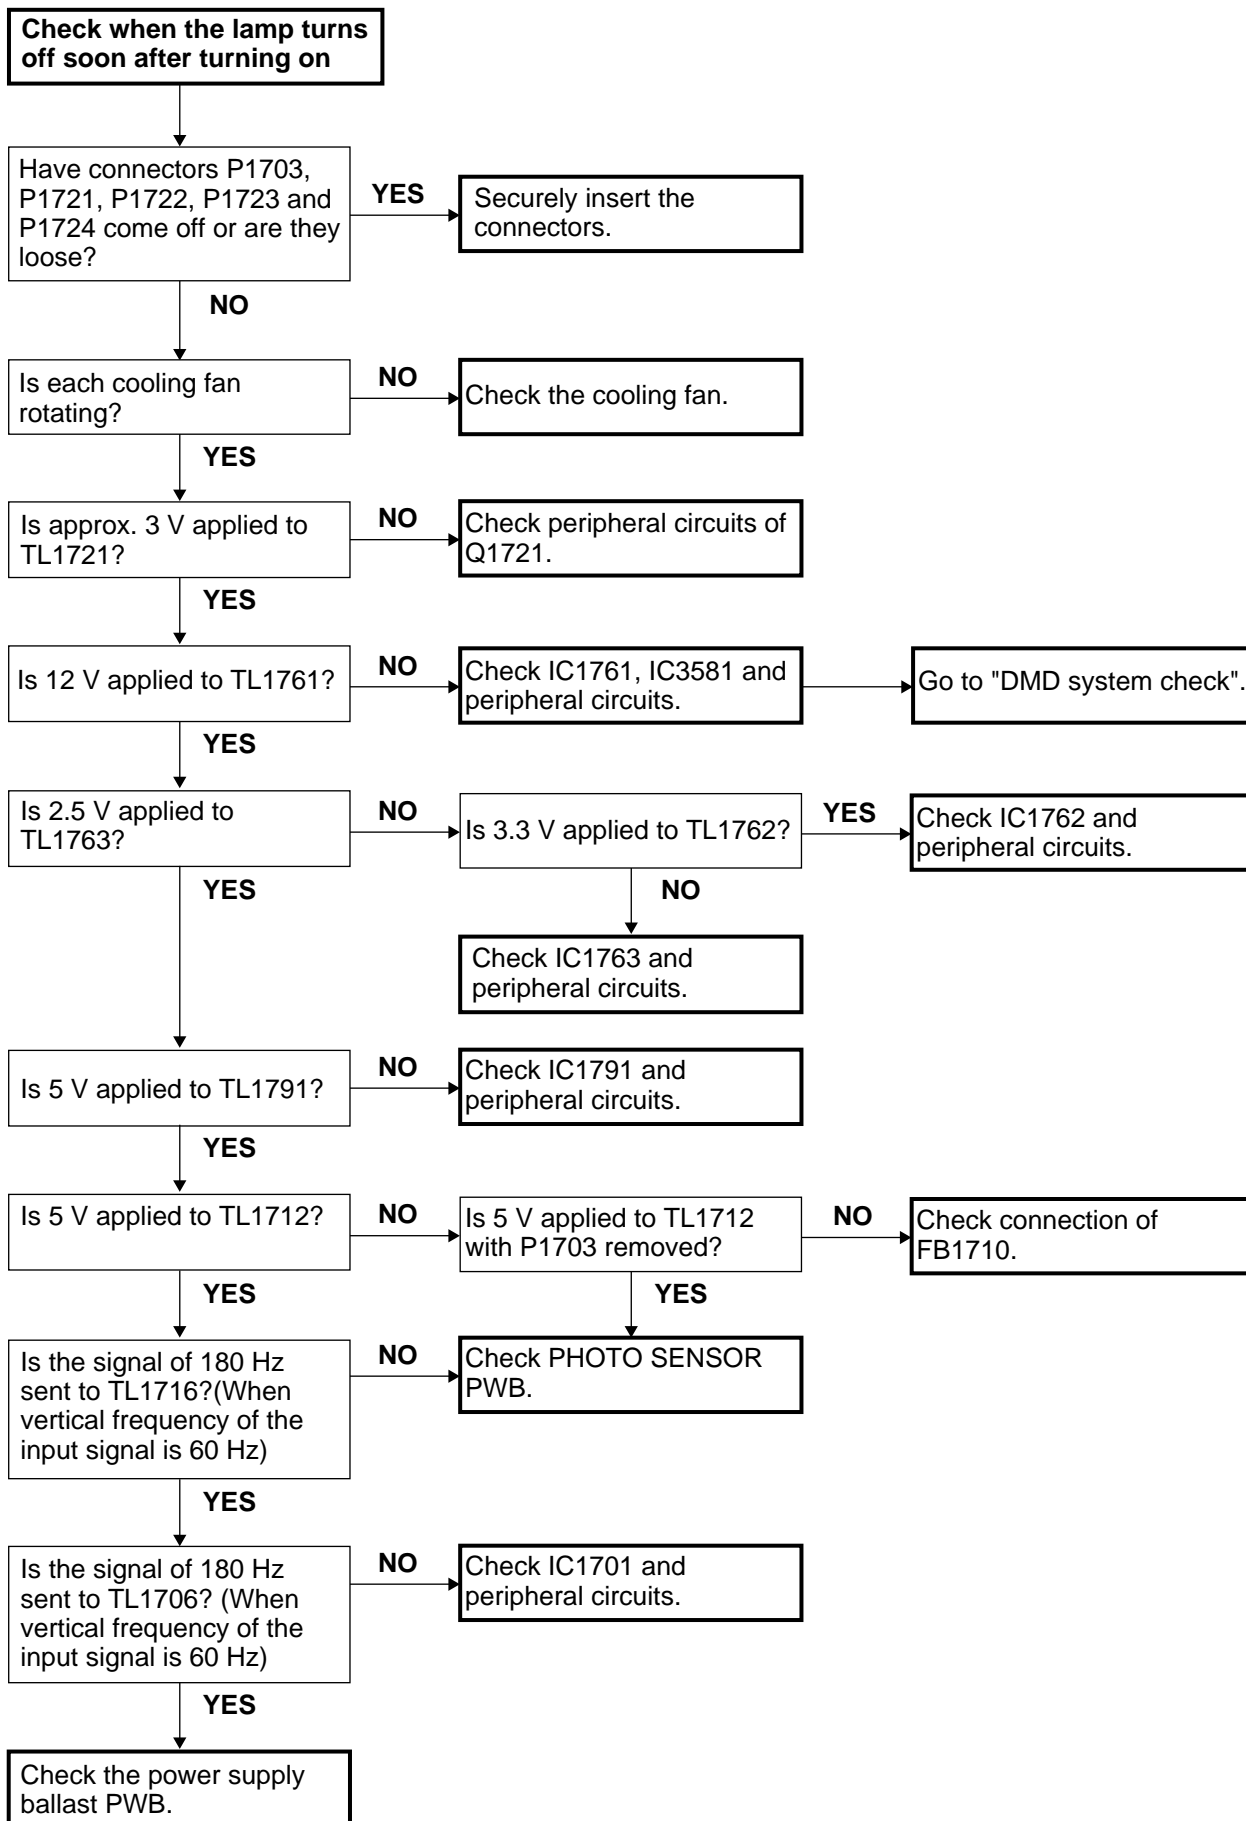 Check when the lamp turns
off soon after turning on
Have connectors P1703,
P1721, P1722, P1723 and
P1724 come off or are they
loose?
YES
Securely insert the
connectors.
NO
Is each cooling fan
rotating?
NO
Check the cooling fan.
YES
Is approx. 3 V applied to
TL1721?
NO
Check peripheral circuits of
Q1721.
YES
Is 12 V applied to TL1761?
NO
Check IC1761, IC3581 and
peripheral circuits.
Go to "DMD system check".
YES
Is 2.5 V applied to
TL1763?
NO
Is 3.3 V applied to TL1762?
YES
Check IC1762 and
peripheral circuits.
YES
NO
Check IC1763 and
peripheral circuits.
Is 5 V applied to TL1791?
NO
Check IC1791 and
peripheral circuits.
YES
Is 5 V applied to TL1712?
NO
Is 5 V applied to TL1712
with P1703 removed?
NO
Check connection of
FB1710.
YES
YES
Is the signal of 180 Hz
sent to TL1716?(When
vertical frequency of the
input signal is 60 Hz)
NO
Check PHOTO SENSOR
PWB.
YES
Is the signal of 180 Hz
sent to TL1706? (When
vertical frequency of the
input signal is 60 Hz)
NO
Check IC1701 and
peripheral circuits.
YES
Check the power supply
ballast PWB.